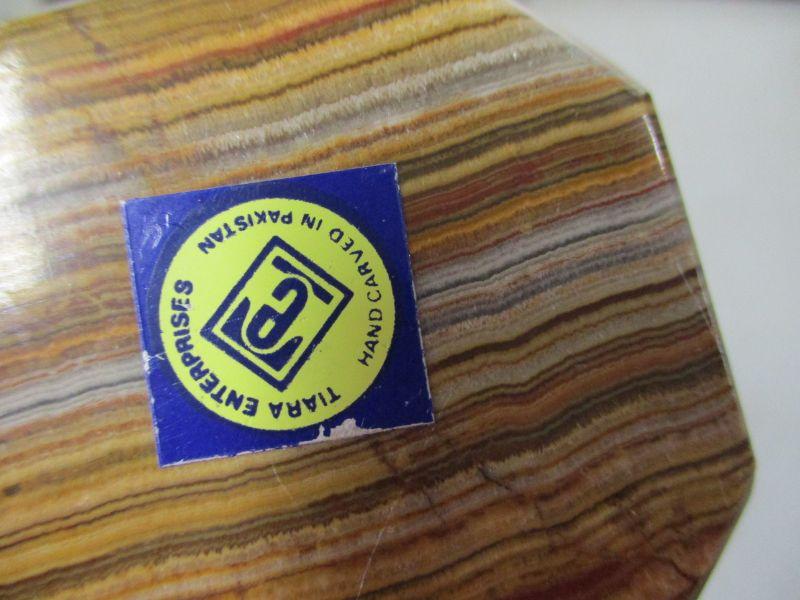 TIARA ENTERPRISES
HAND CARVED IN PAKISTAN